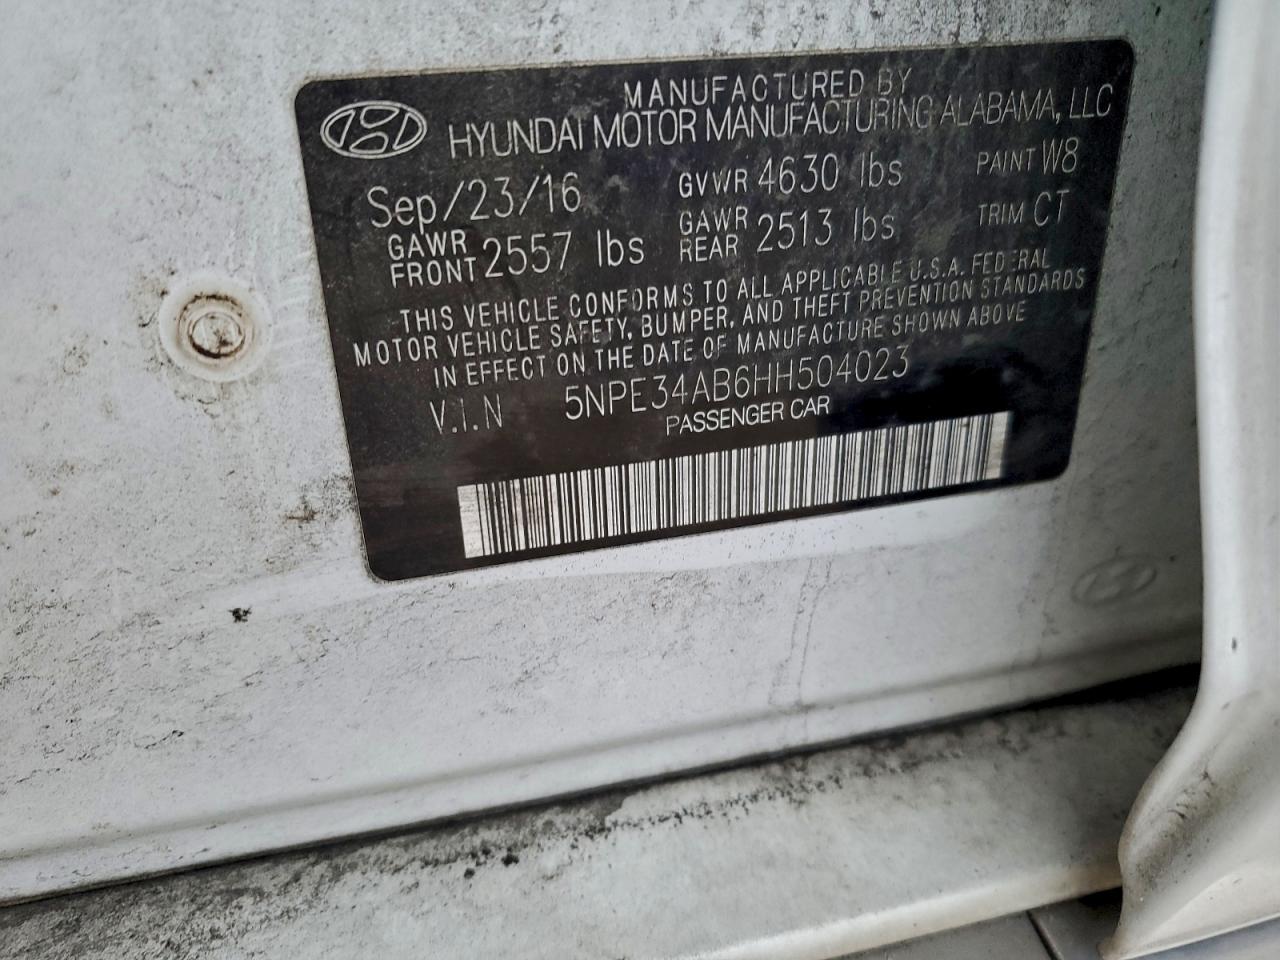 MANUFACTURED BY
HYUNDAI MOTOR MANUFACTURING ALABAMA, LLC
Sep/23/16 GVWR 4630 lbs PAINT W8
GAWR FRONT 2557 lbs GAWR REAR 2513 lbs TRIM CT
THIS VEHICLE CONFORMS TO ALL APPLICABLE U.S.A. FEDERAL
MOTOR VEHICLE SAFETY, BUMPER, AND THEFT PREVENTION STANDARDS
IN EFFECT ON THE DATE OF MANUFACTURE SHOWN ABOVE
V.I.N 5NPE34AB6HH504023
PASSENGER CAR